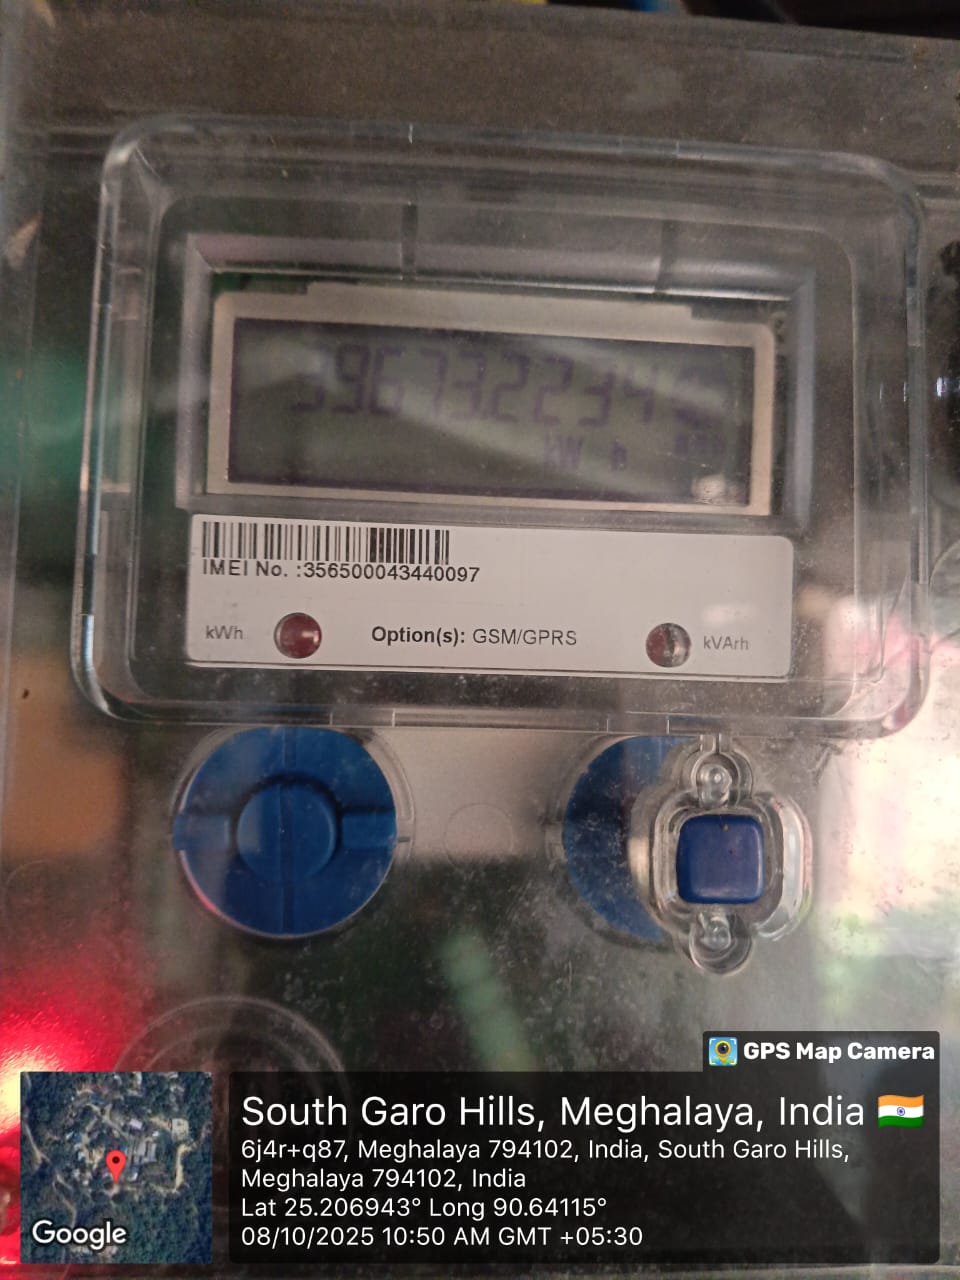 39673.2234
kW h
IMEI No. :356500043440097
kWh
Option(s): GSM/GPRS
kVArh
GPS Map Camera
South Garo Hills, Meghalaya, India 🇮🇳
6j4r+q87, Meghalaya 794102, India, South Garo Hills,
Meghalaya 794102, India
Lat 25.206943° Long 90.64115°
08/10/2025 10:50 AM GMT +05:30
Google